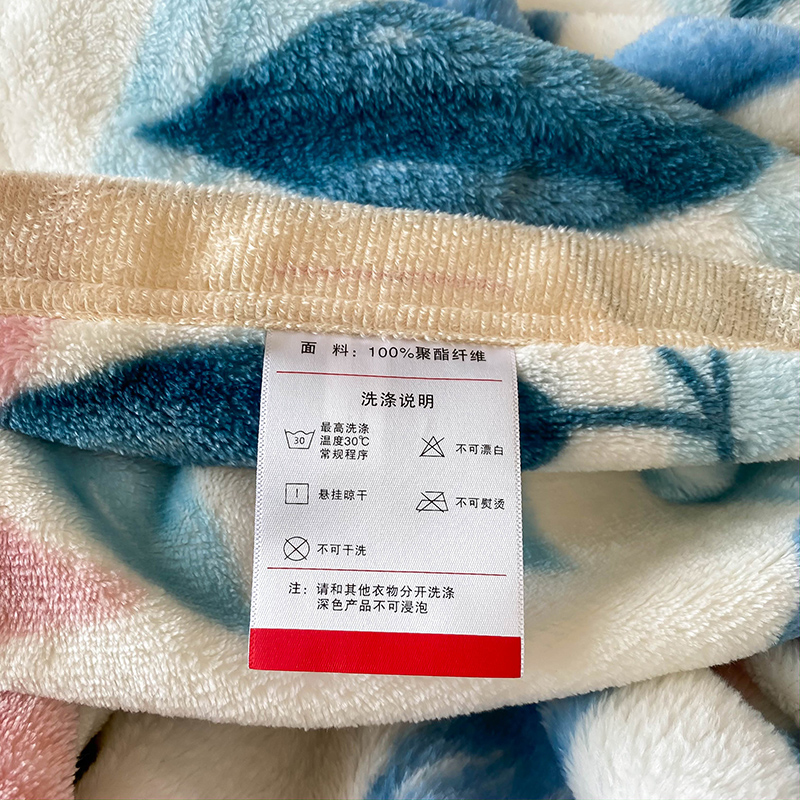 面 料：100%聚酯纤维
洗涤说明
30
最高洗涤
温度30℃
常规程序
不可漂白
悬挂晾干
不可熨烫
不可干洗
注：请和其他衣物分开洗涤
深色产品不可浸泡